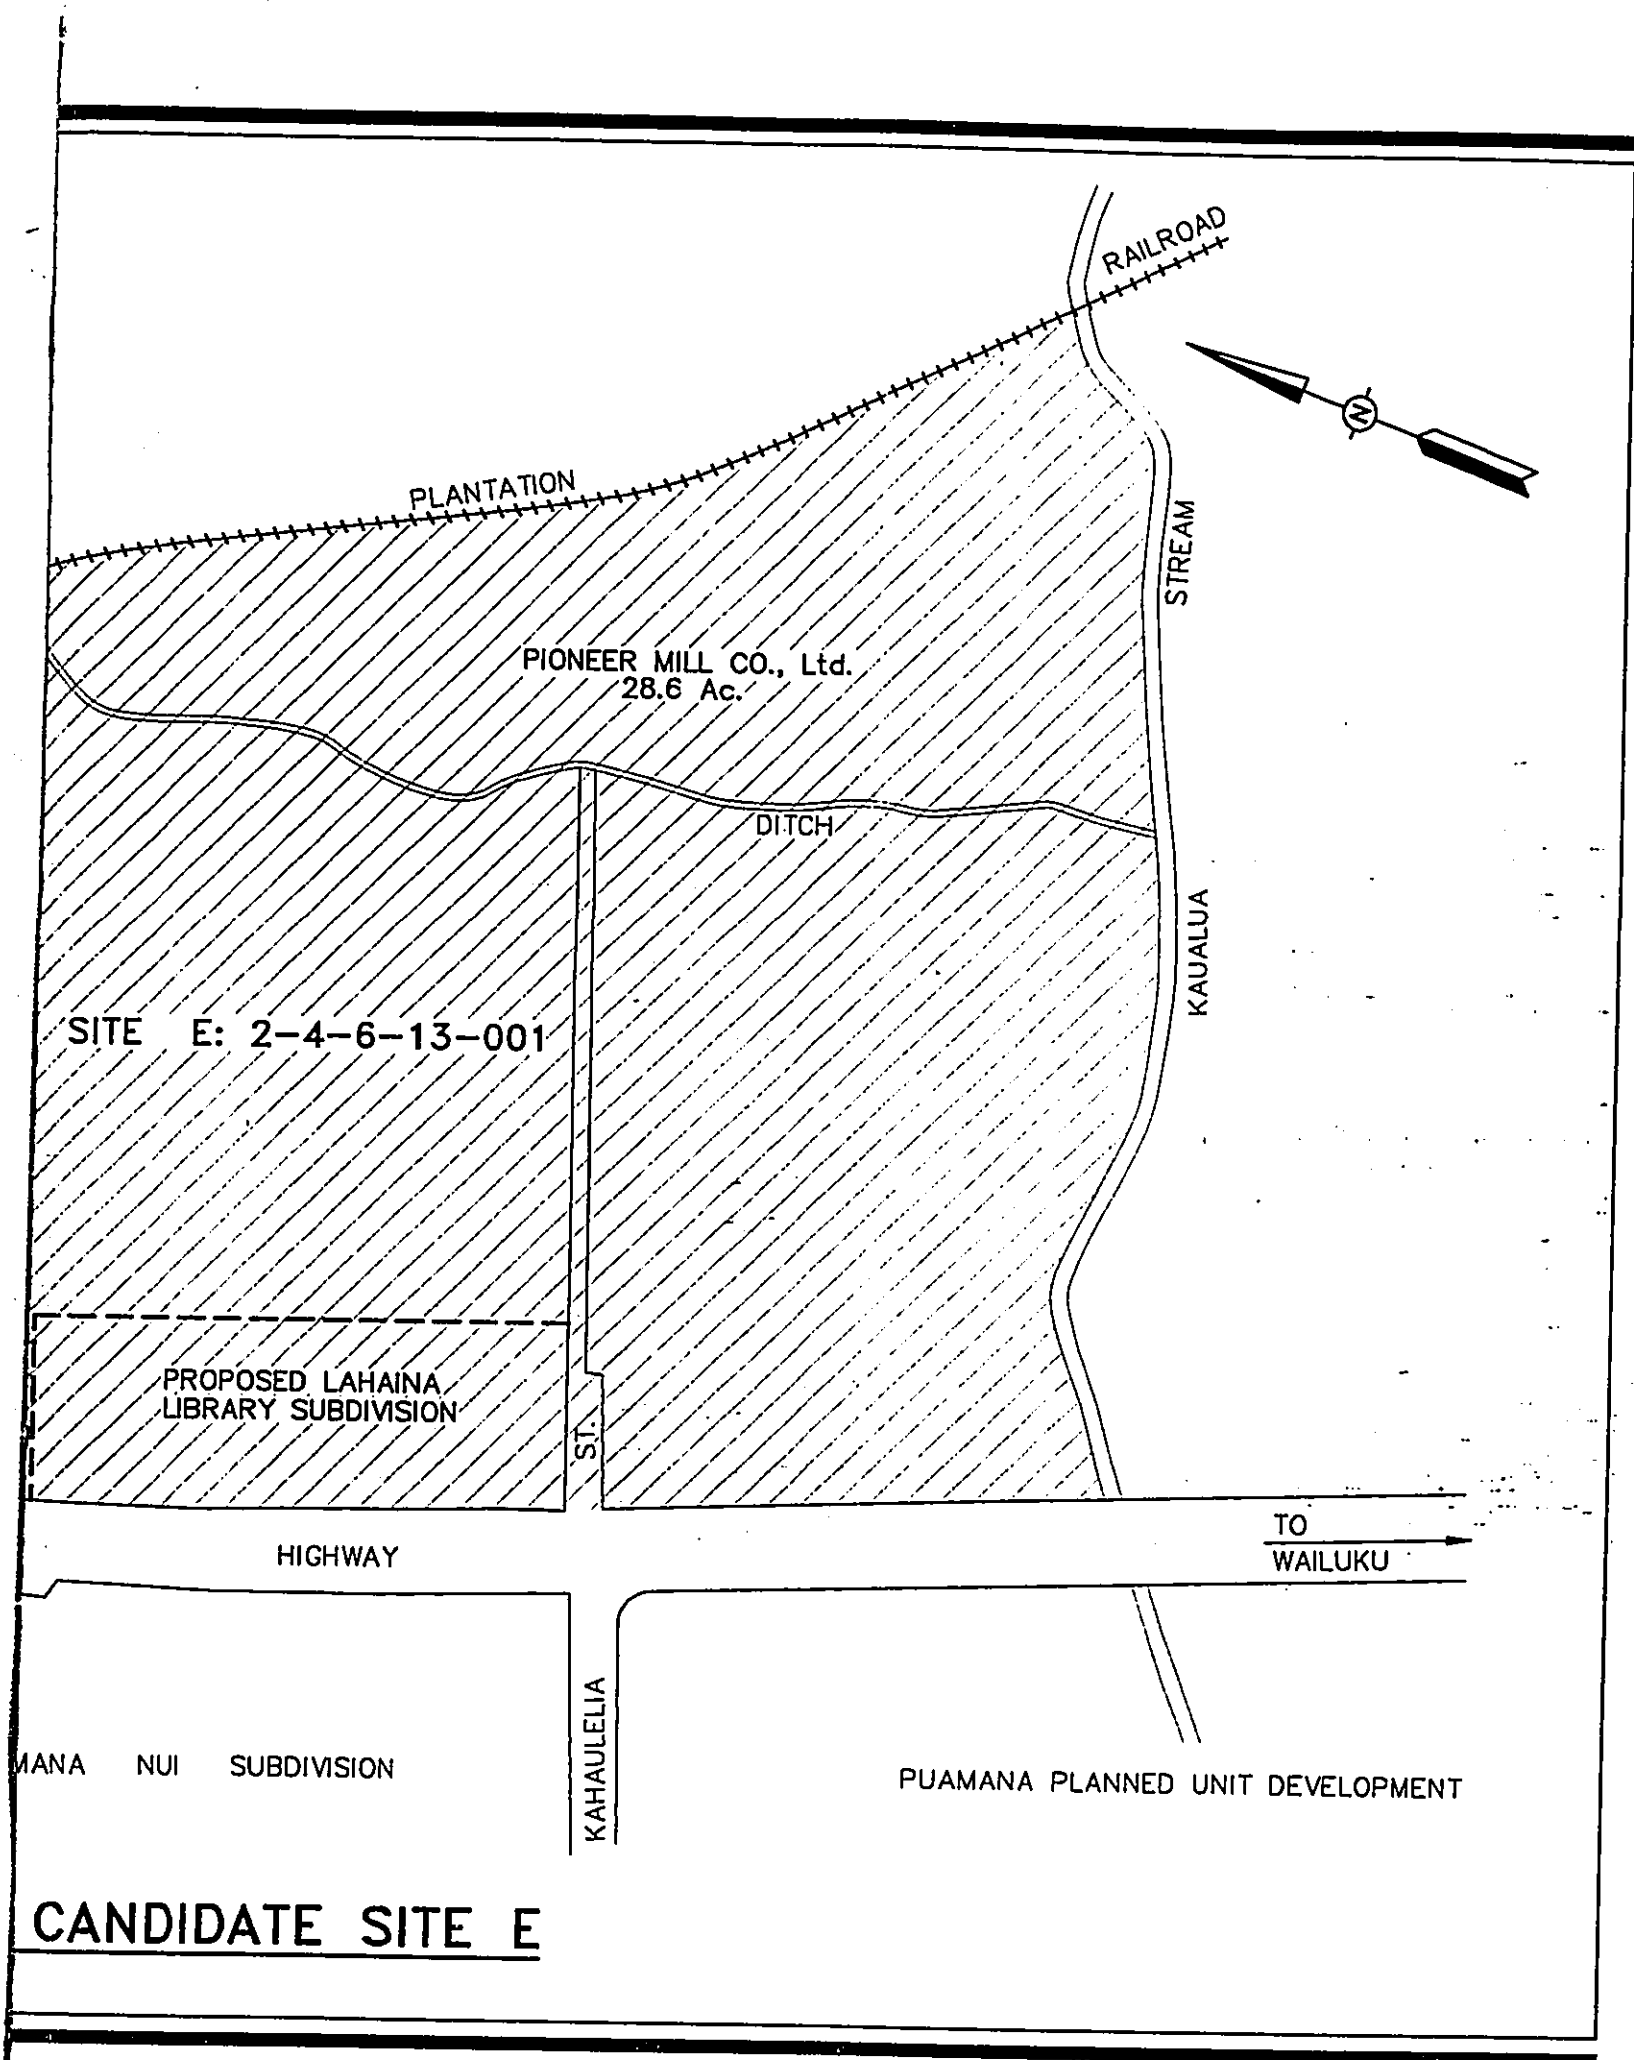 RAILROAD
N
PLANTATION
STREAM
PIONEER MILL CO., Ltd.
28.6 Ac.
DITCH
KAUALUA
SITE E: 2-4-6-13-001
PROPOSED LAHAINA
LIBRARY SUBDIVISION
ST.
HIGHWAY
TO
WAILUKU
KAHAULELIA
MANA NUI SUBDIVISION
PUAMANA PLANNED UNIT DEVELOPMENT
CANDIDATE SITE E